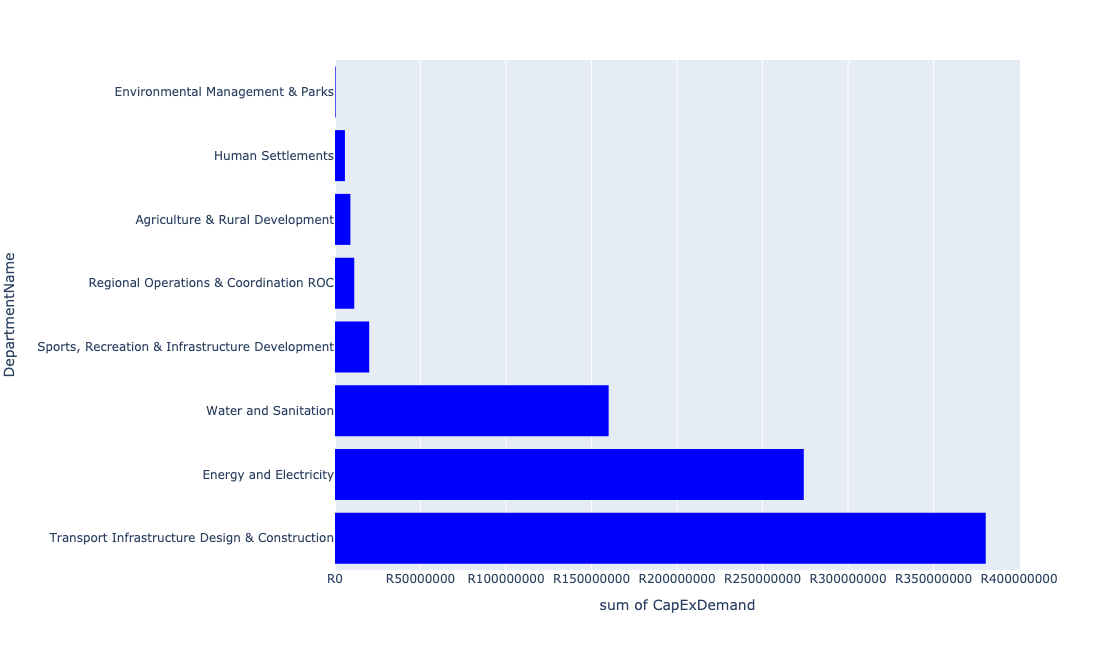 Environmental Management & Parks
Human Settlements
Agriculture & Rural Development
Regional Operations & Coordination ROC
Sports, Recreation & Infrastructure Development
Water and Sanitation
Energy and Electricity
Transport Infrastructure Design & Construction
DepartmentName
R0 R50000000 R100000000 R150000000 R200000000 R250000000 R300000000 R350000000 R400000000
sum of CapExDemand